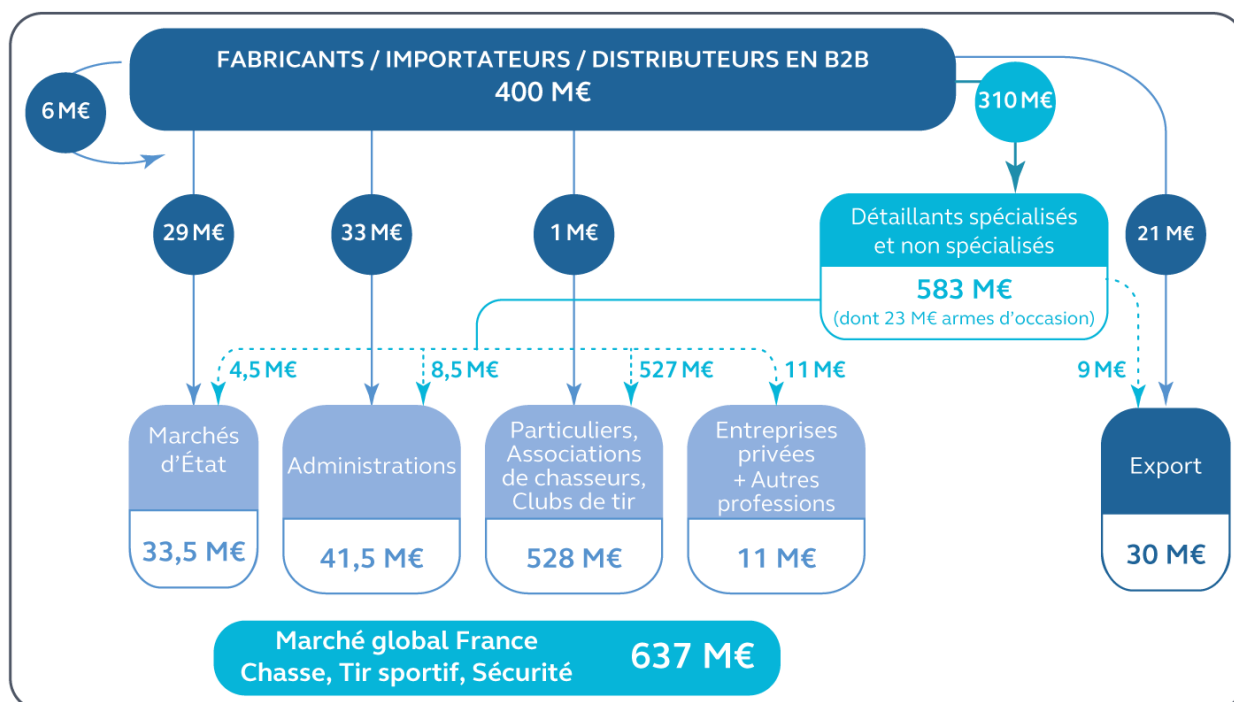 FABRICANTS / IMPORTATEURS / DISTRIBUTEURS EN B2B
400 M€
6 M€
310 M€
29 M€
33 M€
1 M€
21 M€
Détaillants spécialisés
et non spécialisés
583 M€
(dont 23 M€ armes d'occasion)
4,5 M€
8,5 M€
527 M€
11 M€
9 M€
Marchés
d'État
33,5 M€
Administrations
41,5 M€
Particuliers,
Associations
de chasseurs,
Clubs de tir
528 M€
Entreprises
privées
+ Autres
professions
11 M€
Export
30 M€
Marché global France
Chasse, Tir sportif, Sécurité
637 M€